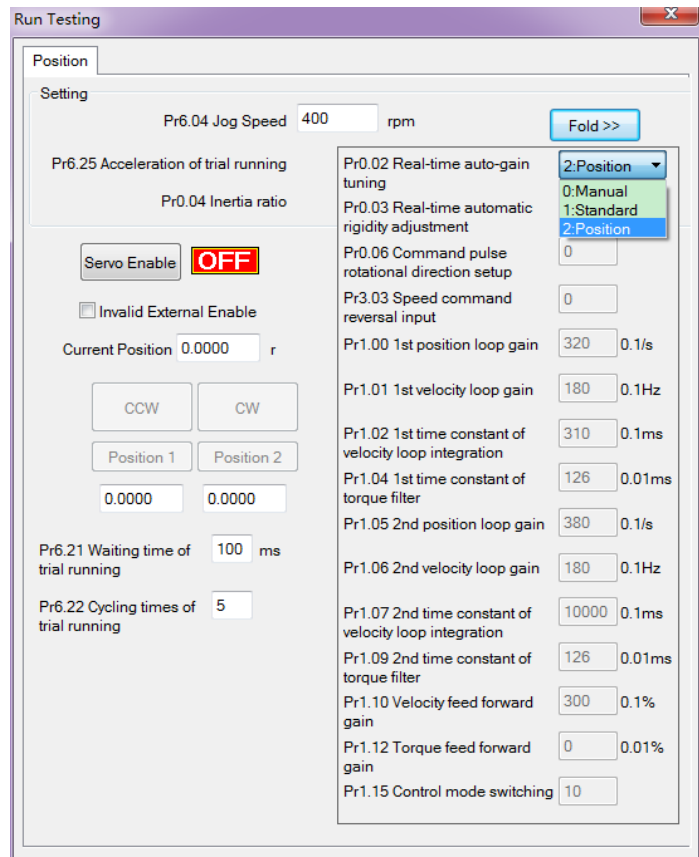 Run Testing
X
Position
Setting
Pr6.04 Jog Speed 400 rpm
Fold >>
Pr6.25 Acceleration of trial running
Pr0.04 Inertia ratio
Servo Enable OFF
Invalid External Enable
Current Position 0.0000 r
CCW CW
Position 1 Position 2
0.0000 0.0000
Pr6.21 Waiting time of 100 ms
trial running
Pr6.22 Cycling times of 5
trial running
Pr0.02 Real-time auto-gain 2:Position
tuning
0:Manual
1:Standard
2:Position
Pr0.03 Real-time automatic
rigidity adjustment
Pr0.06 Command pulse 0
rotational direction setup
Pr3.03 Speed command 0
reversal input
Pr1.00 1st position loop gain 320 0.1/s
Pr1.01 1st velocity loop gain 180 0.1Hz
Pr1.02 1st time constant of 310 0.1ms
velocity loop integration
Pr1.04 1st time constant of 126 0.01ms
torque filter
Pr1.05 2nd position loop gain 380 0.1/s
Pr1.06 2nd velocity loop gain 180 0.1Hz
Pr1.07 2nd time constant of 10000 0.1ms
velocity loop integration
Pr1.09 2nd time constant of 126 0.01ms
torque filter
Pr1.10 Velocity feed forward 300 0.1%
gain
Pr1.12 Torque feed forward 0 0.01%
gain
Pr1.15 Control mode switching 10